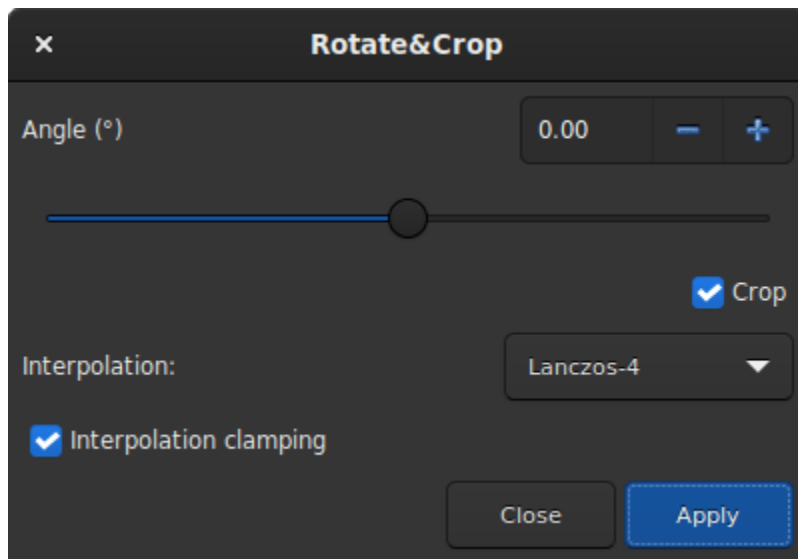 Rotate&Crop
Angle (°) 0.00
Crop
Interpolation: Lanczos-4
Interpolation clamping
Close Apply